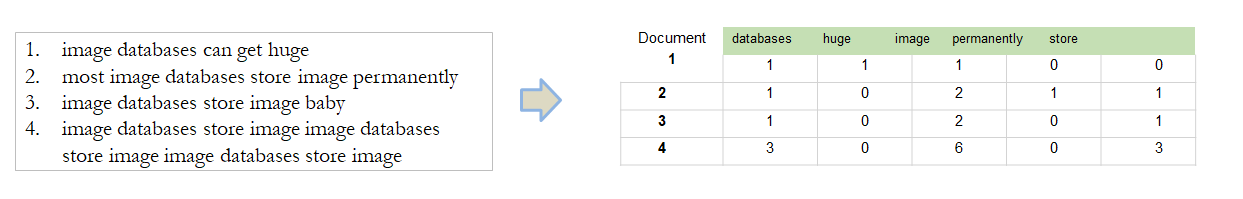 1. image databases can get huge
2. most image databases store image permanently
3. image databases store image baby
4. image databases store image image databases
store image image databases store image
Document databases huge image permanently store
1 1 1 1 0 0
2 1 0 2 1 1
3 1 0 2 0 1
4 3 0 6 0 3